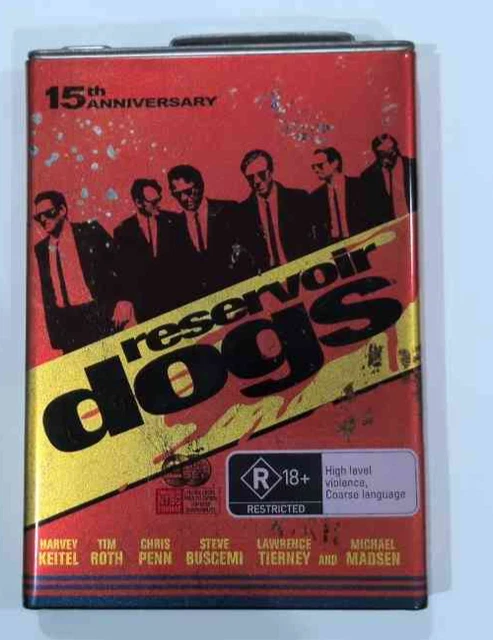 15th ANNIVERSARY
reservoir
dogs
R 18+
RESTRICTED
High level
violence,
Coarse language
HARVEY KEITEL TIM ROTH CHRIS PENN STEVE BUSCEMI LAWRENCE TIERNEY AND MICHAEL MADSEN